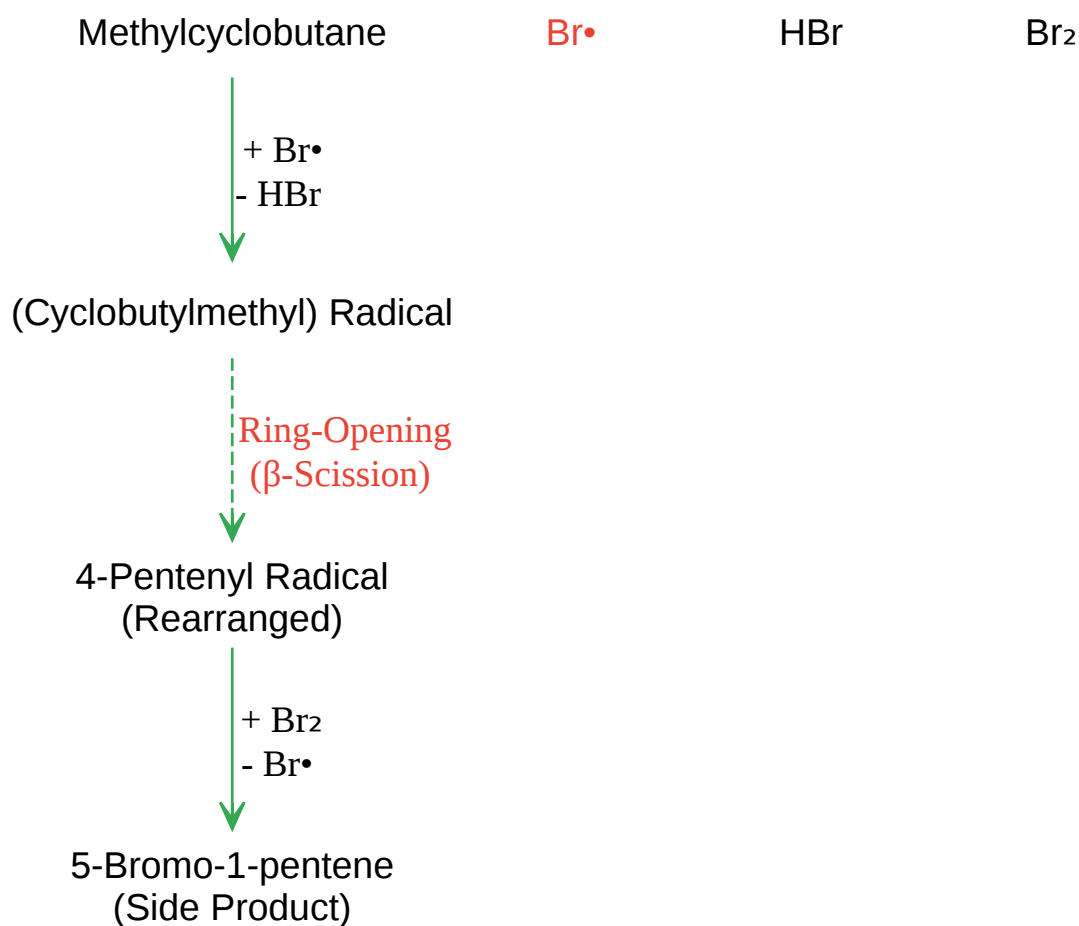 Methylcyclobutane Br• HBr Br₂
+ Br•
- HBr
(Cyclobutylmethyl) Radical
Ring-Opening
(β-Scission)
4-Pentenyl Radical
(Rearranged)
+ Br₂
- Br•
5-Bromo-1-pentene
(Side Product)